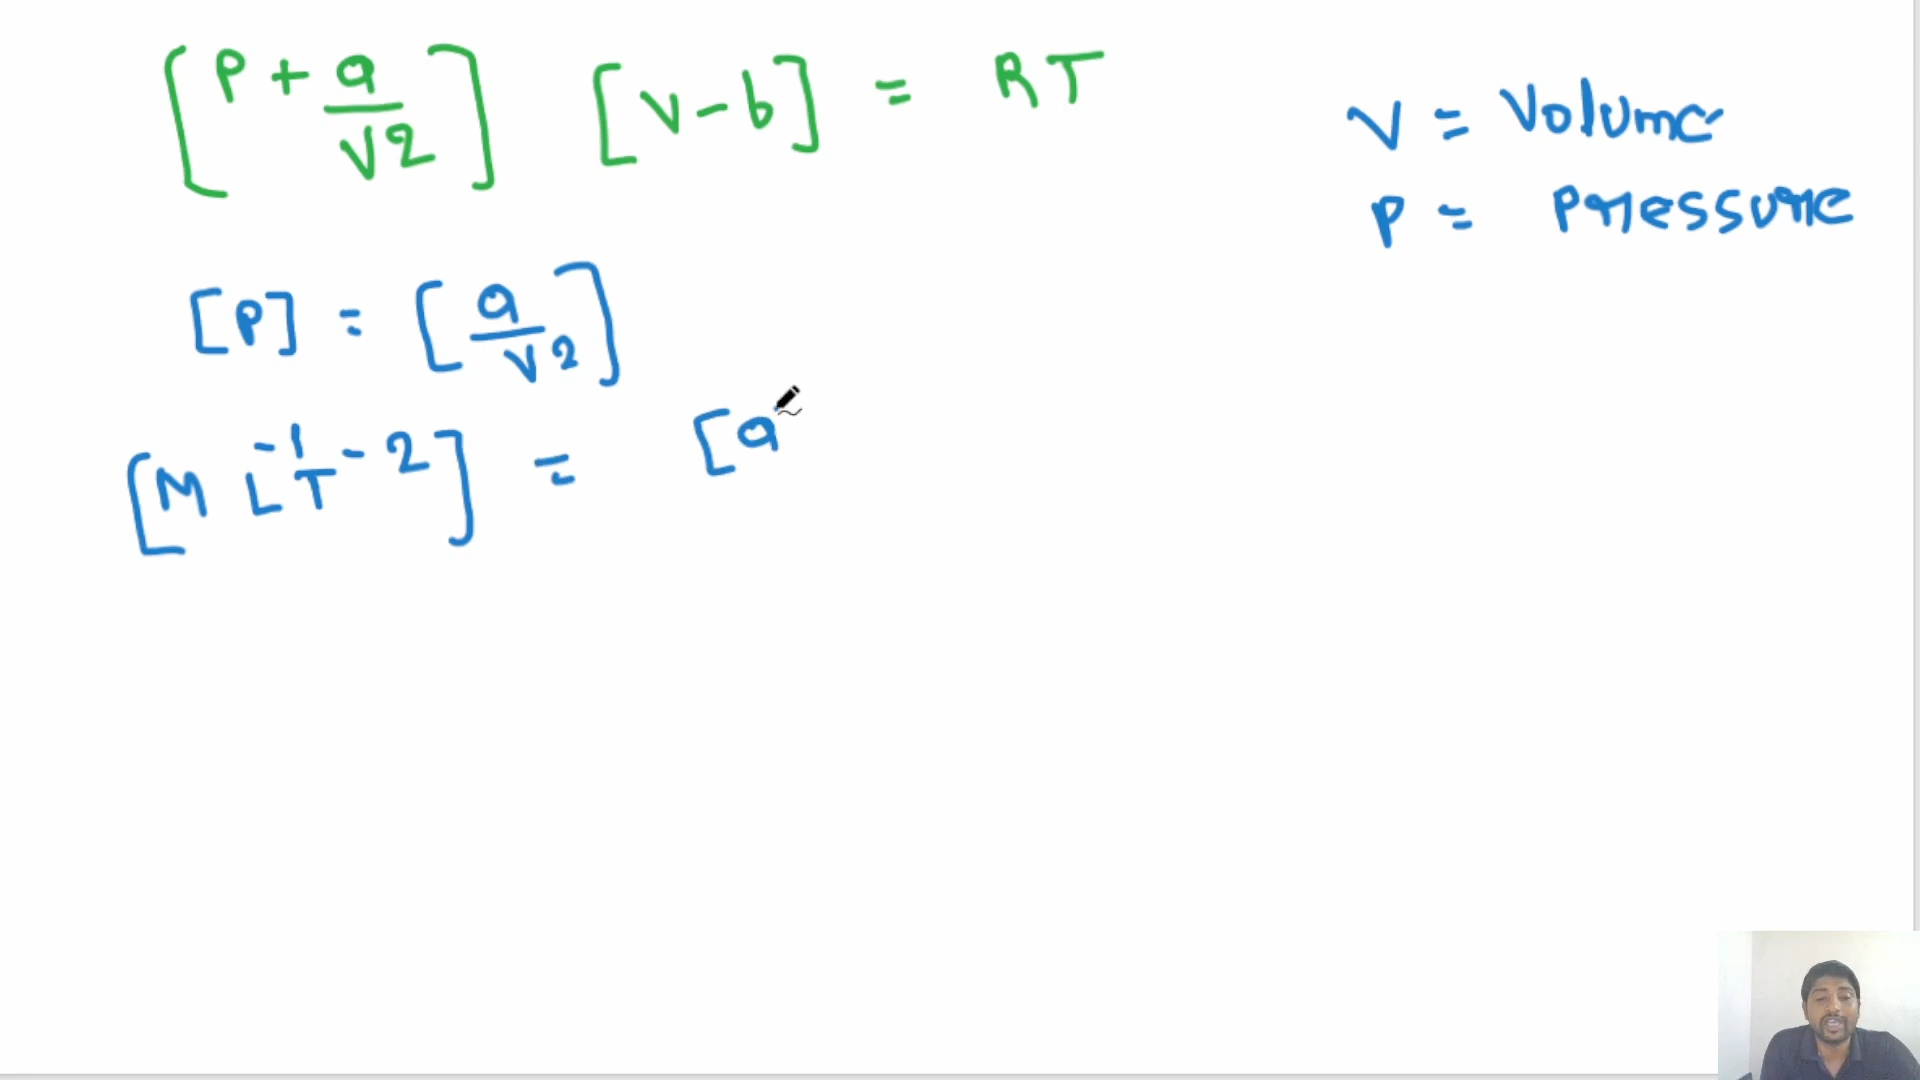 [P + a/V2] [V - b] = RT
V = Volume
P = Pressure
[P] = [a/V2]
[M L-1 T-2] = [a